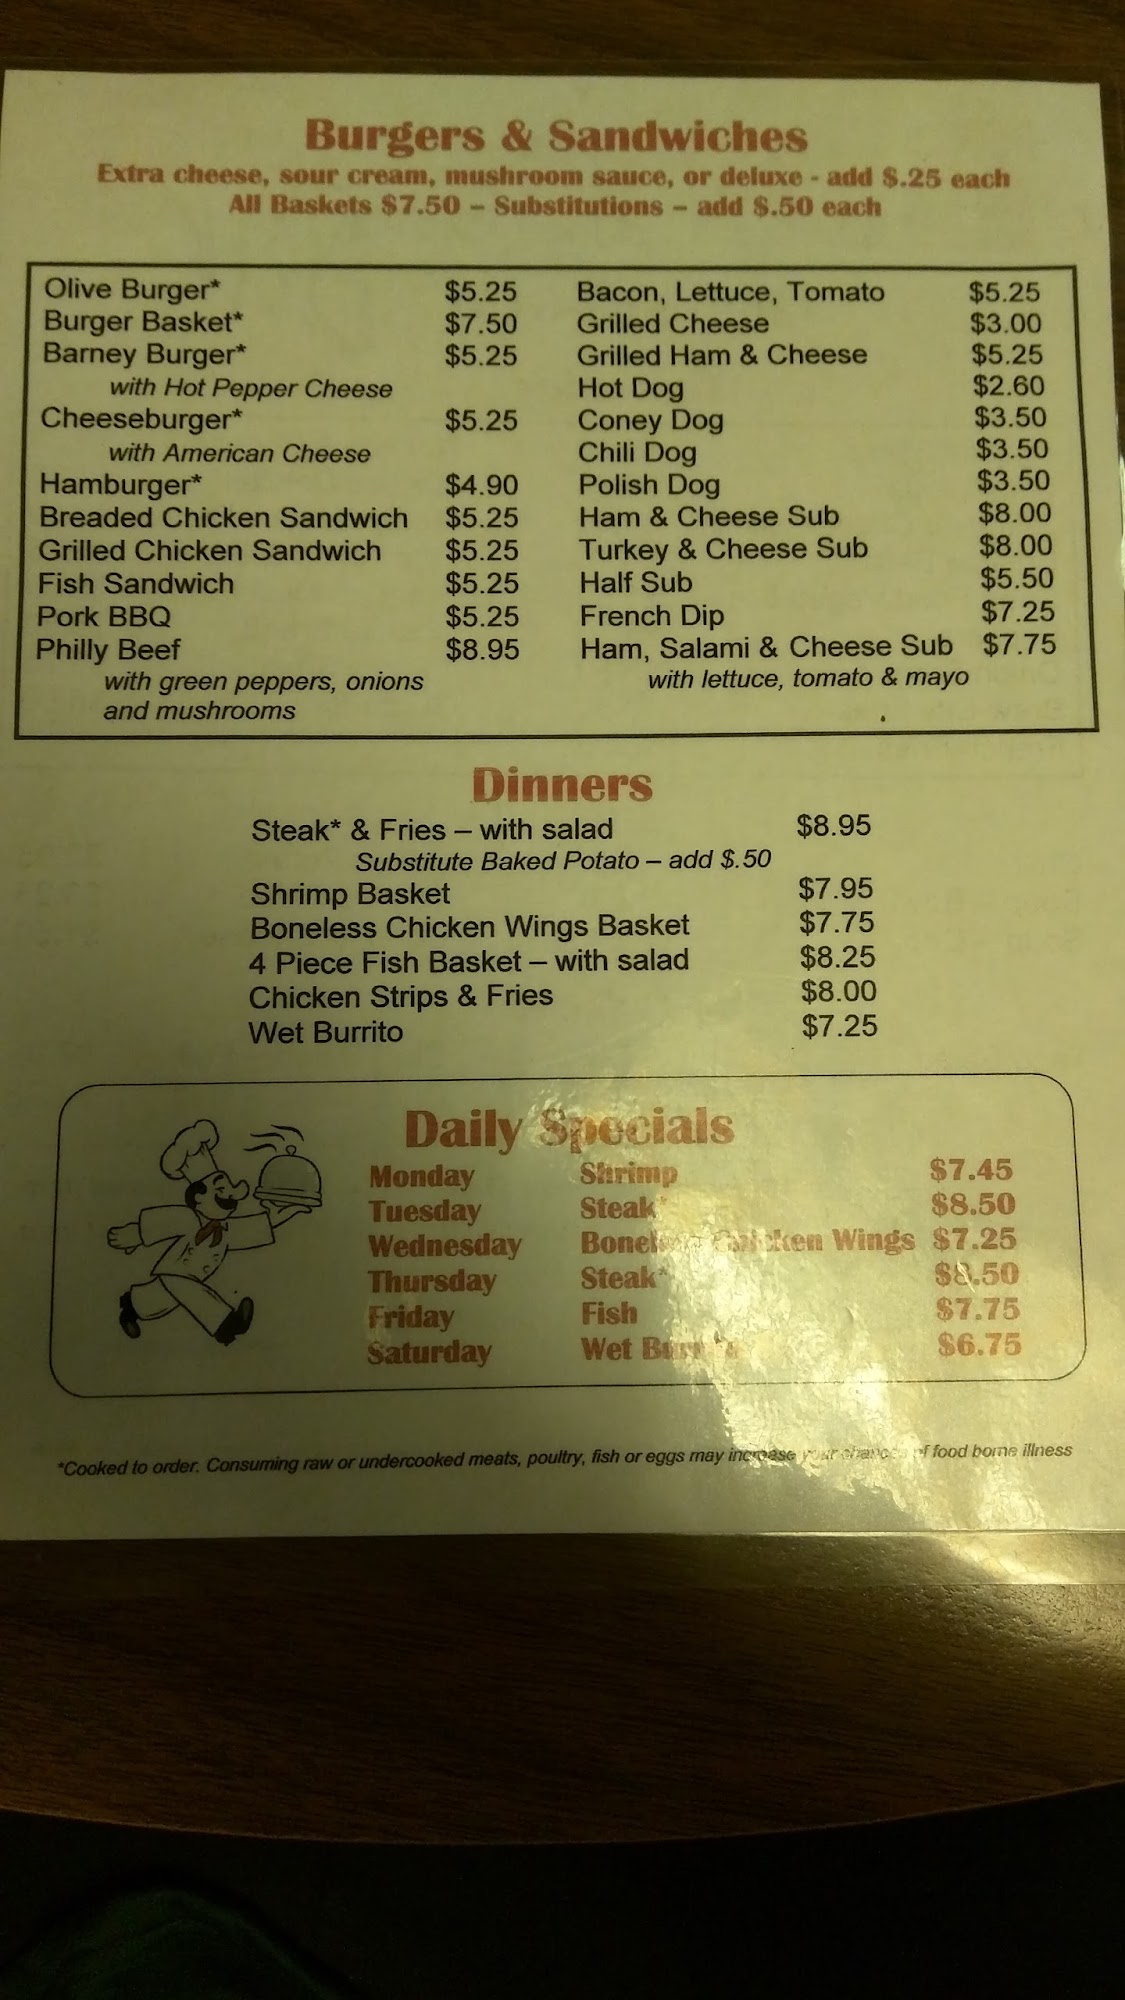 Burgers & Sandwiches
Extra cheese, sour cream, mushroom sauce, or deluxe - add $.25 each
All Baskets $7.50 – Substitutions – add $.50 each
Olive Burger* $5.25
Burger Basket* $7.50
Barney Burger* $5.25
with Hot Pepper Cheese
Cheeseburger* $5.25
with American Cheese
Hamburger* $4.90
Breaded Chicken Sandwich $5.25
Grilled Chicken Sandwich $5.25
Fish Sandwich $5.25
Pork BBQ $5.25
Philly Beef $8.95
with green peppers, onions
and mushrooms
Bacon, Lettuce, Tomato $5.25
Grilled Cheese $3.00
Grilled Ham & Cheese $5.25
Hot Dog $2.60
Coney Dog $3.50
Chili Dog $3.50
Polish Dog $3.50
Ham & Cheese Sub $8.00
Turkey & Cheese Sub $8.00
Half Sub $5.50
French Dip $7.25
Ham, Salami & Cheese Sub $7.75
with lettuce, tomato & mayo
Dinners
Steak* & Fries – with salad $8.95
Substitute Baked Potato – add $.50
Shrimp Basket $7.95
Boneless Chicken Wings Basket $7.75
4 Piece Fish Basket – with salad $8.25
Chicken Strips & Fries $8.00
Wet Burrito $7.25
Daily Specials
Monday Shrimp $7.45
Tuesday Steak* $8.50
Wednesday Boneless Chicken Wings $7.25
Thursday Steak* $8.50
Friday Fish $7.75
Saturday Wet Burrito $6.75
*Cooked to order. Consuming raw or undercooked meats, poultry, fish or eggs may increase your chances of food borne illness